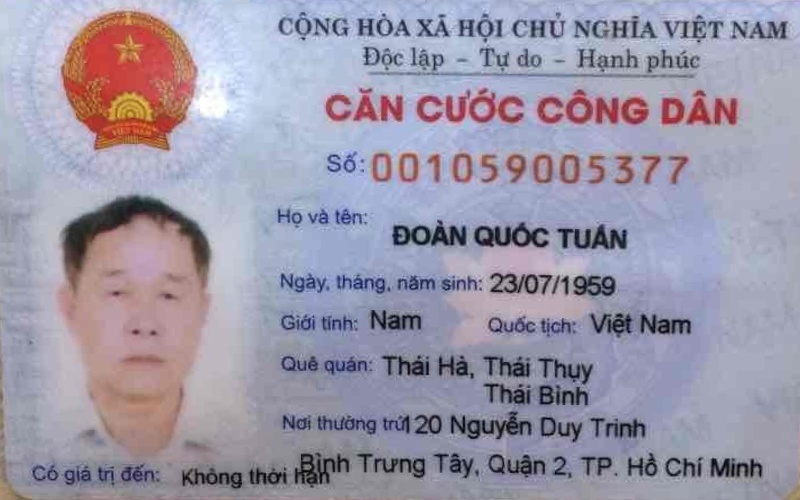 CỘNG HÒA XÃ HỘI CHỦ NGHĨA VIỆT NAM
Độc lập - Tự do - Hạnh phúc
CĂN CƯỚC CÔNG DÂN
Số: 001059005377
Họ và tên:
ĐOÀN QUỐC TUẤN
Ngày, tháng, năm sinh: 23/07/1959
Giới tính: Nam Quốc tịch: Việt Nam
Quê quán: Thái Hà, Thái Thụy
Thái Bình
Nơi thường trú 120 Nguyễn Duy Trinh
Bình Trưng Tây, Quận 2, TP. Hồ Chí Minh
Có giá trị đến: Không thời hạn
VIỆT NAM